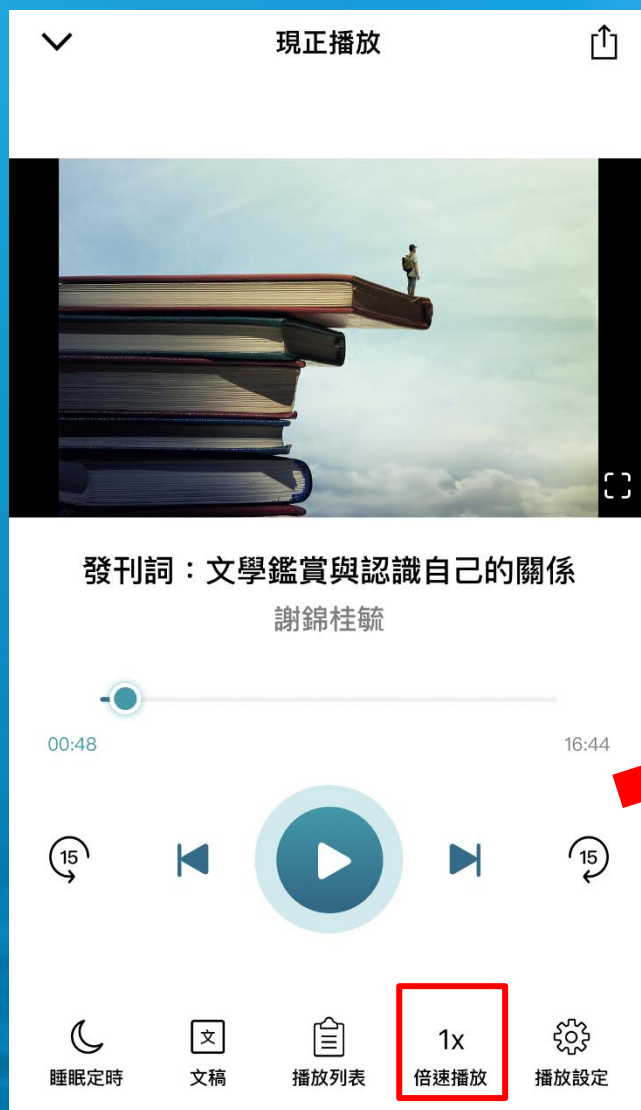 現正播放
發刊詞：文學鑑賞與認識自己的關係
謝錦桂毓
00:48
16:44
15
15
文
1x
睡眠定時
文稿
播放列表
倍速播放
播放設定